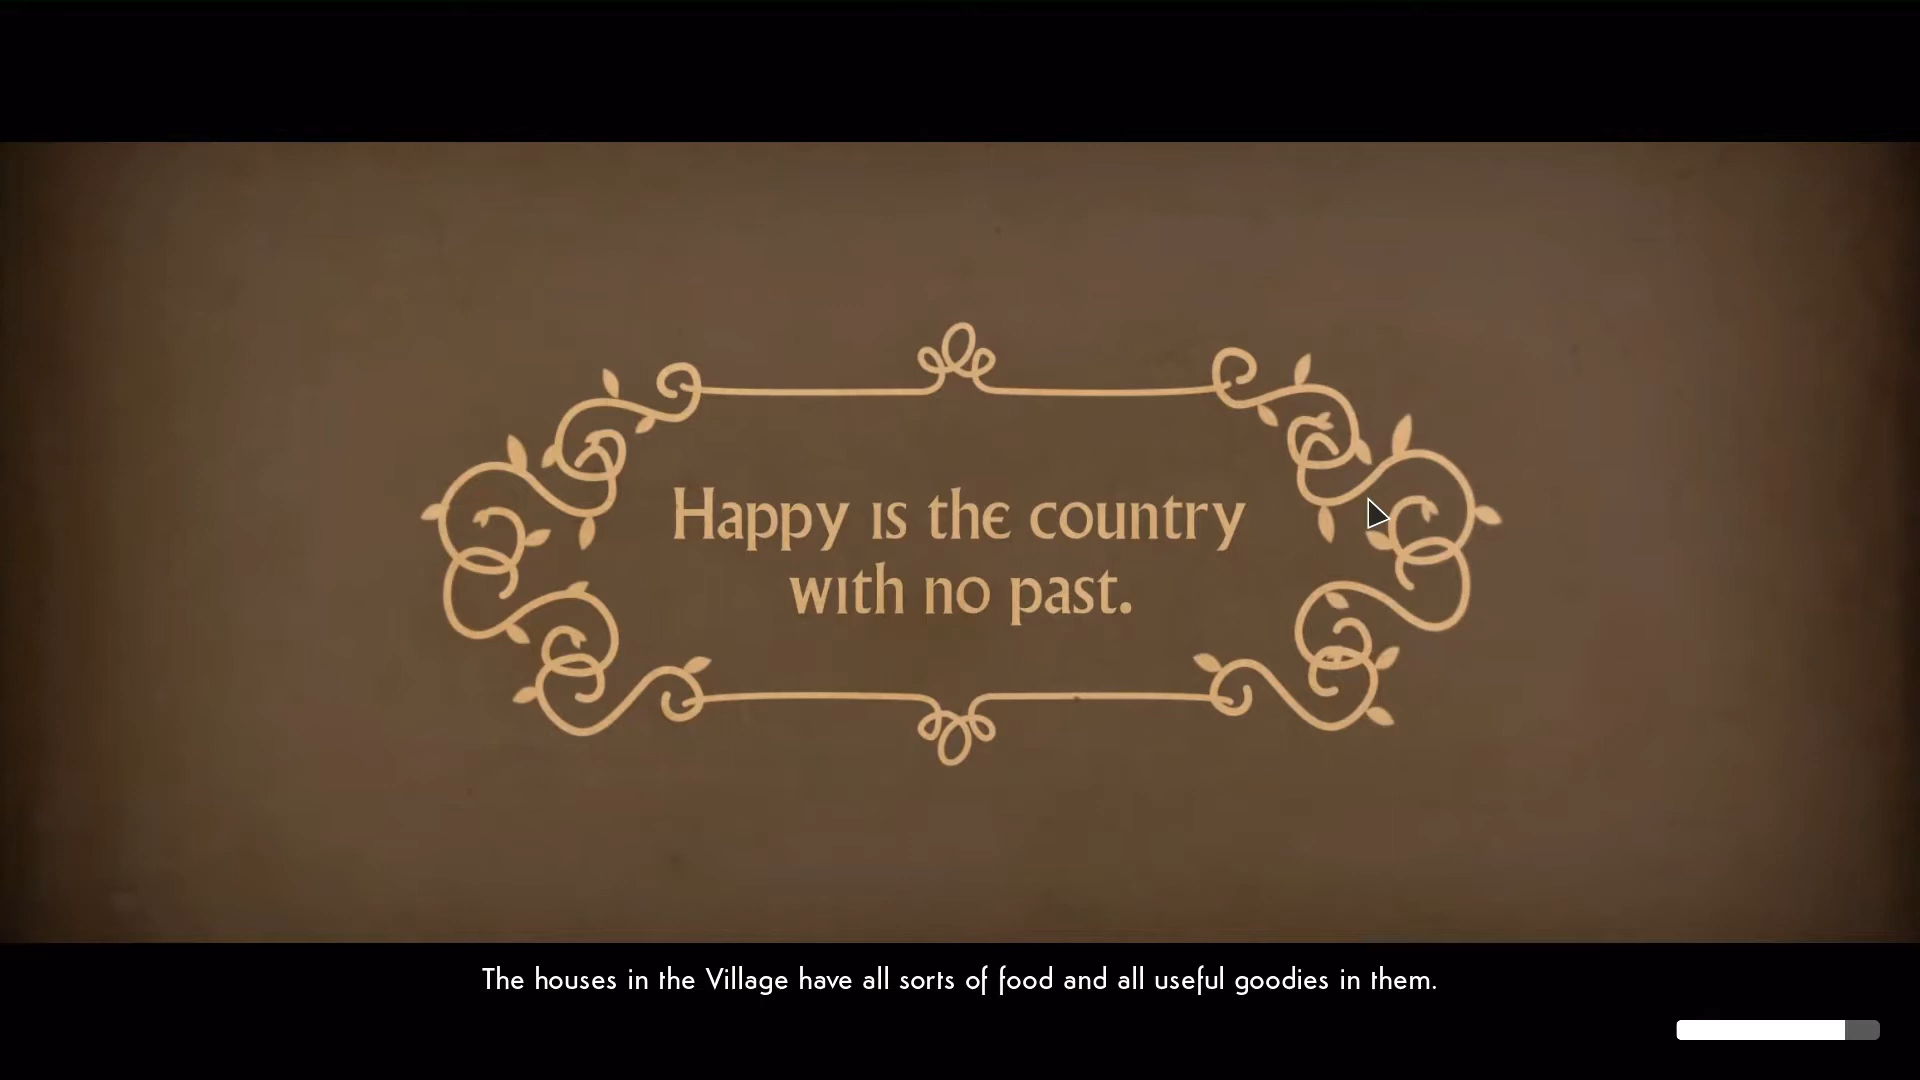 Happy is the country
with no past.
The houses in the Village have all sorts of food and all useful goodies in them.